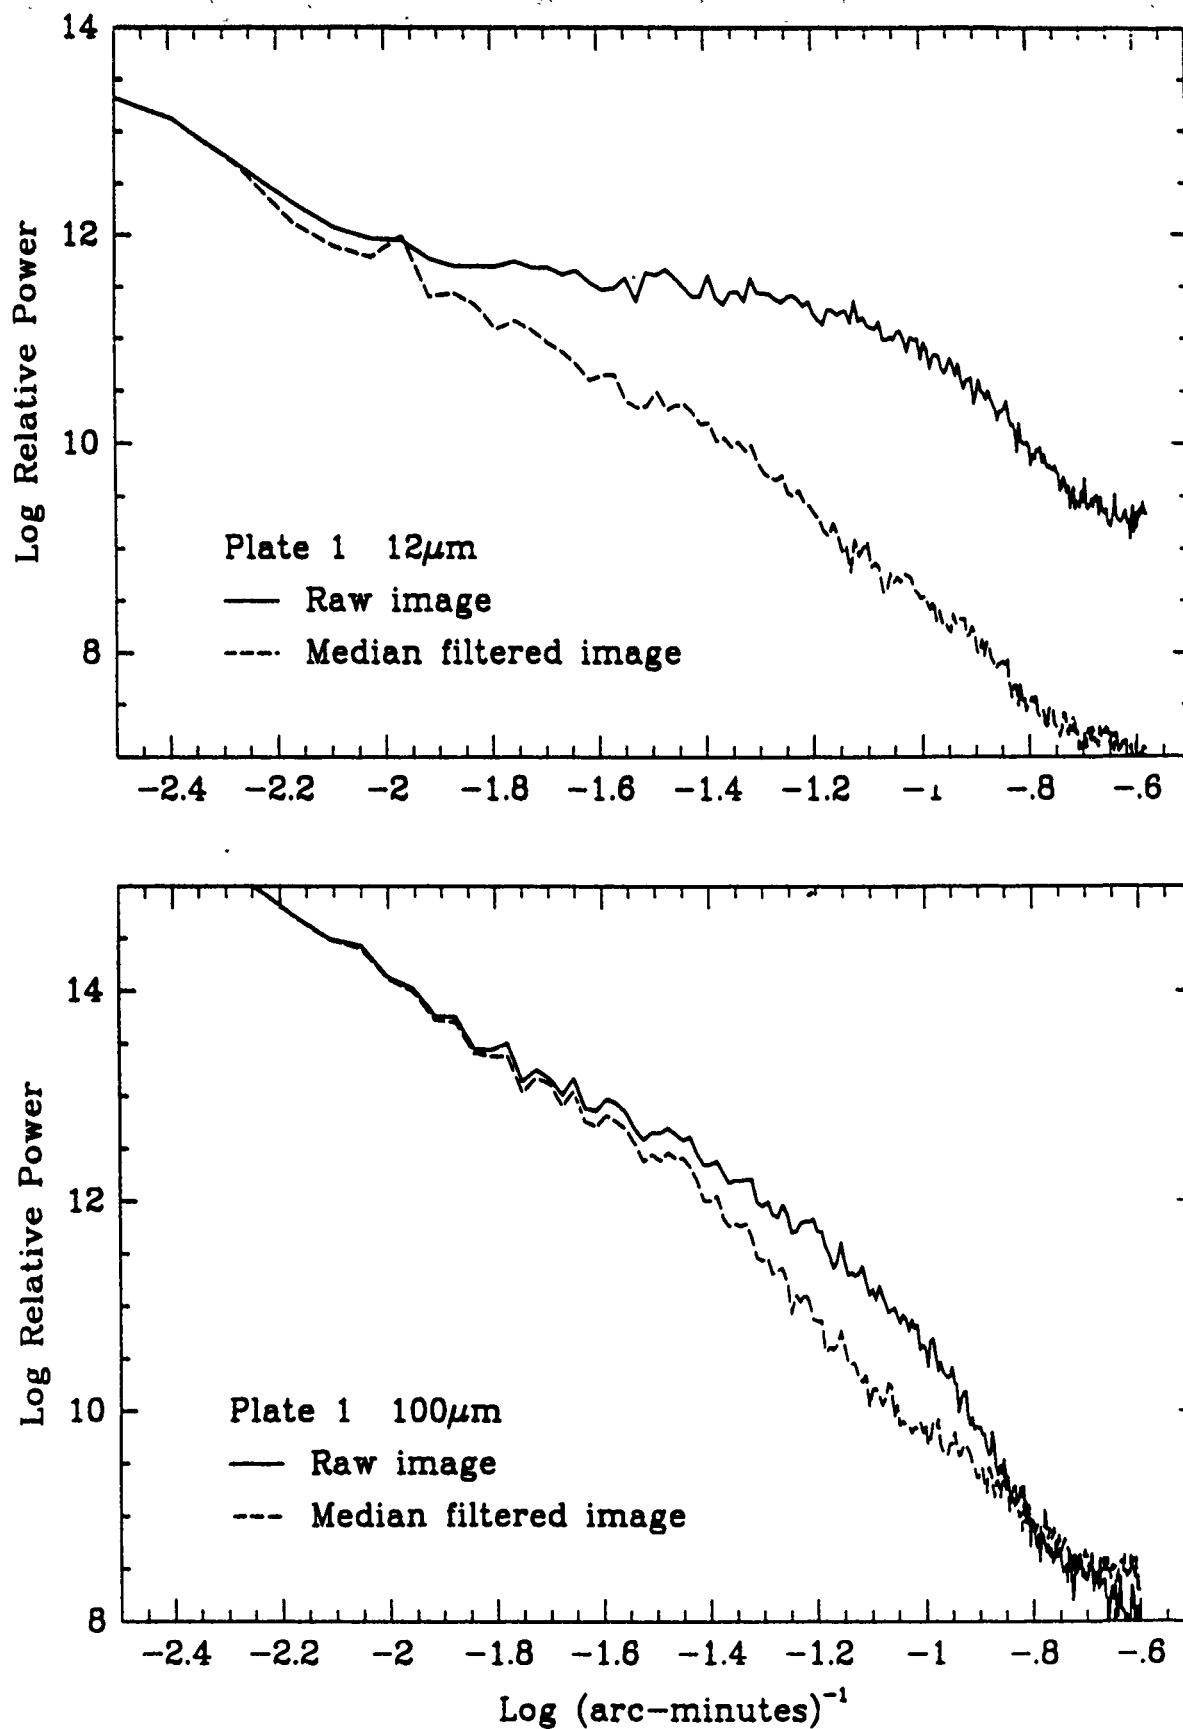 14
12
10
8
Log Relative Power
Plate 1 12μm
Raw image
Median filtered image
-2.4 -2.2 -2 -1.8 -1.6 -1.4 -1.2 -1 -.8 -.6
14
12
10
8
Log Relative Power
Plate 1 100μm
Raw image
Median filtered image
-2.4 -2.2 -2 -1.8 -1.6 -1.4 -1.2 -1 -.8 -.6
Log (arc-minutes)⁻¹